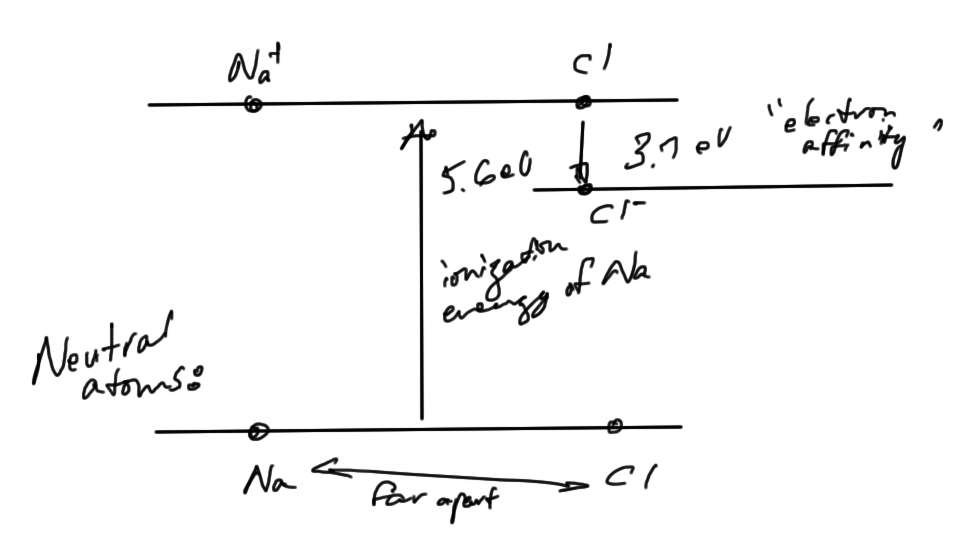 Na+ Cl
5.6eV 3.7 eV "electron
affinity"
Cl-
ionization
energy of Na
Neutral
atoms:
Na Cl
far apart